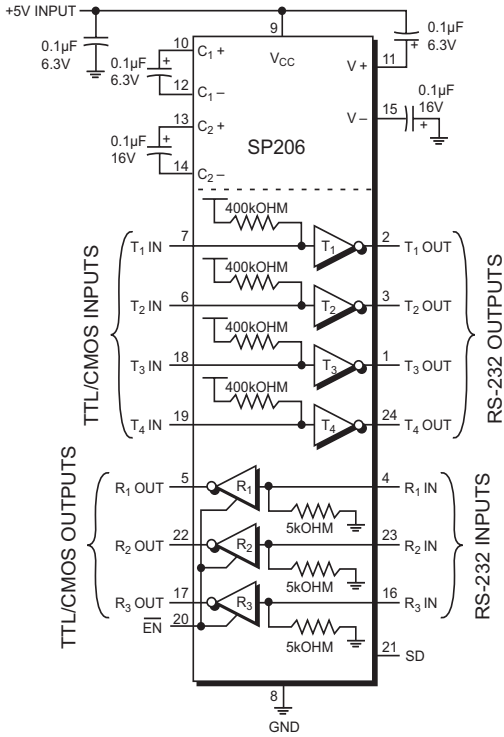 +5V INPUT
9
VCC
0.1µF
6.3V
10
C1 +
0.1µF
6.3V
12
C1 –
13
C2 +
0.1µF
16V
14
C2 –
0.1µF
6.3V
V +
11
0.1µF
16V
V –
15
SP206
TTL/CMOS INPUTS
400kOHM
T1 IN
7
T1
2
T1 OUT
400kOHM
T2 IN
6
T2
3
T2 OUT
400kOHM
T3 IN
18
T3
1
T3 OUT
400kOHM
T4 IN
19
T4
24
T4 OUT
RS-232 OUTPUTS
TTL/CMOS OUTPUTS
R1 OUT
5
R1
4
R1 IN
5kOHM
R2 OUT
22
R2
23
R2 IN
5kOHM
R3 OUT
17
R3
16
R3 IN
5kOHM
RS-232 INPUTS
EN
20
21
SD
8
GND